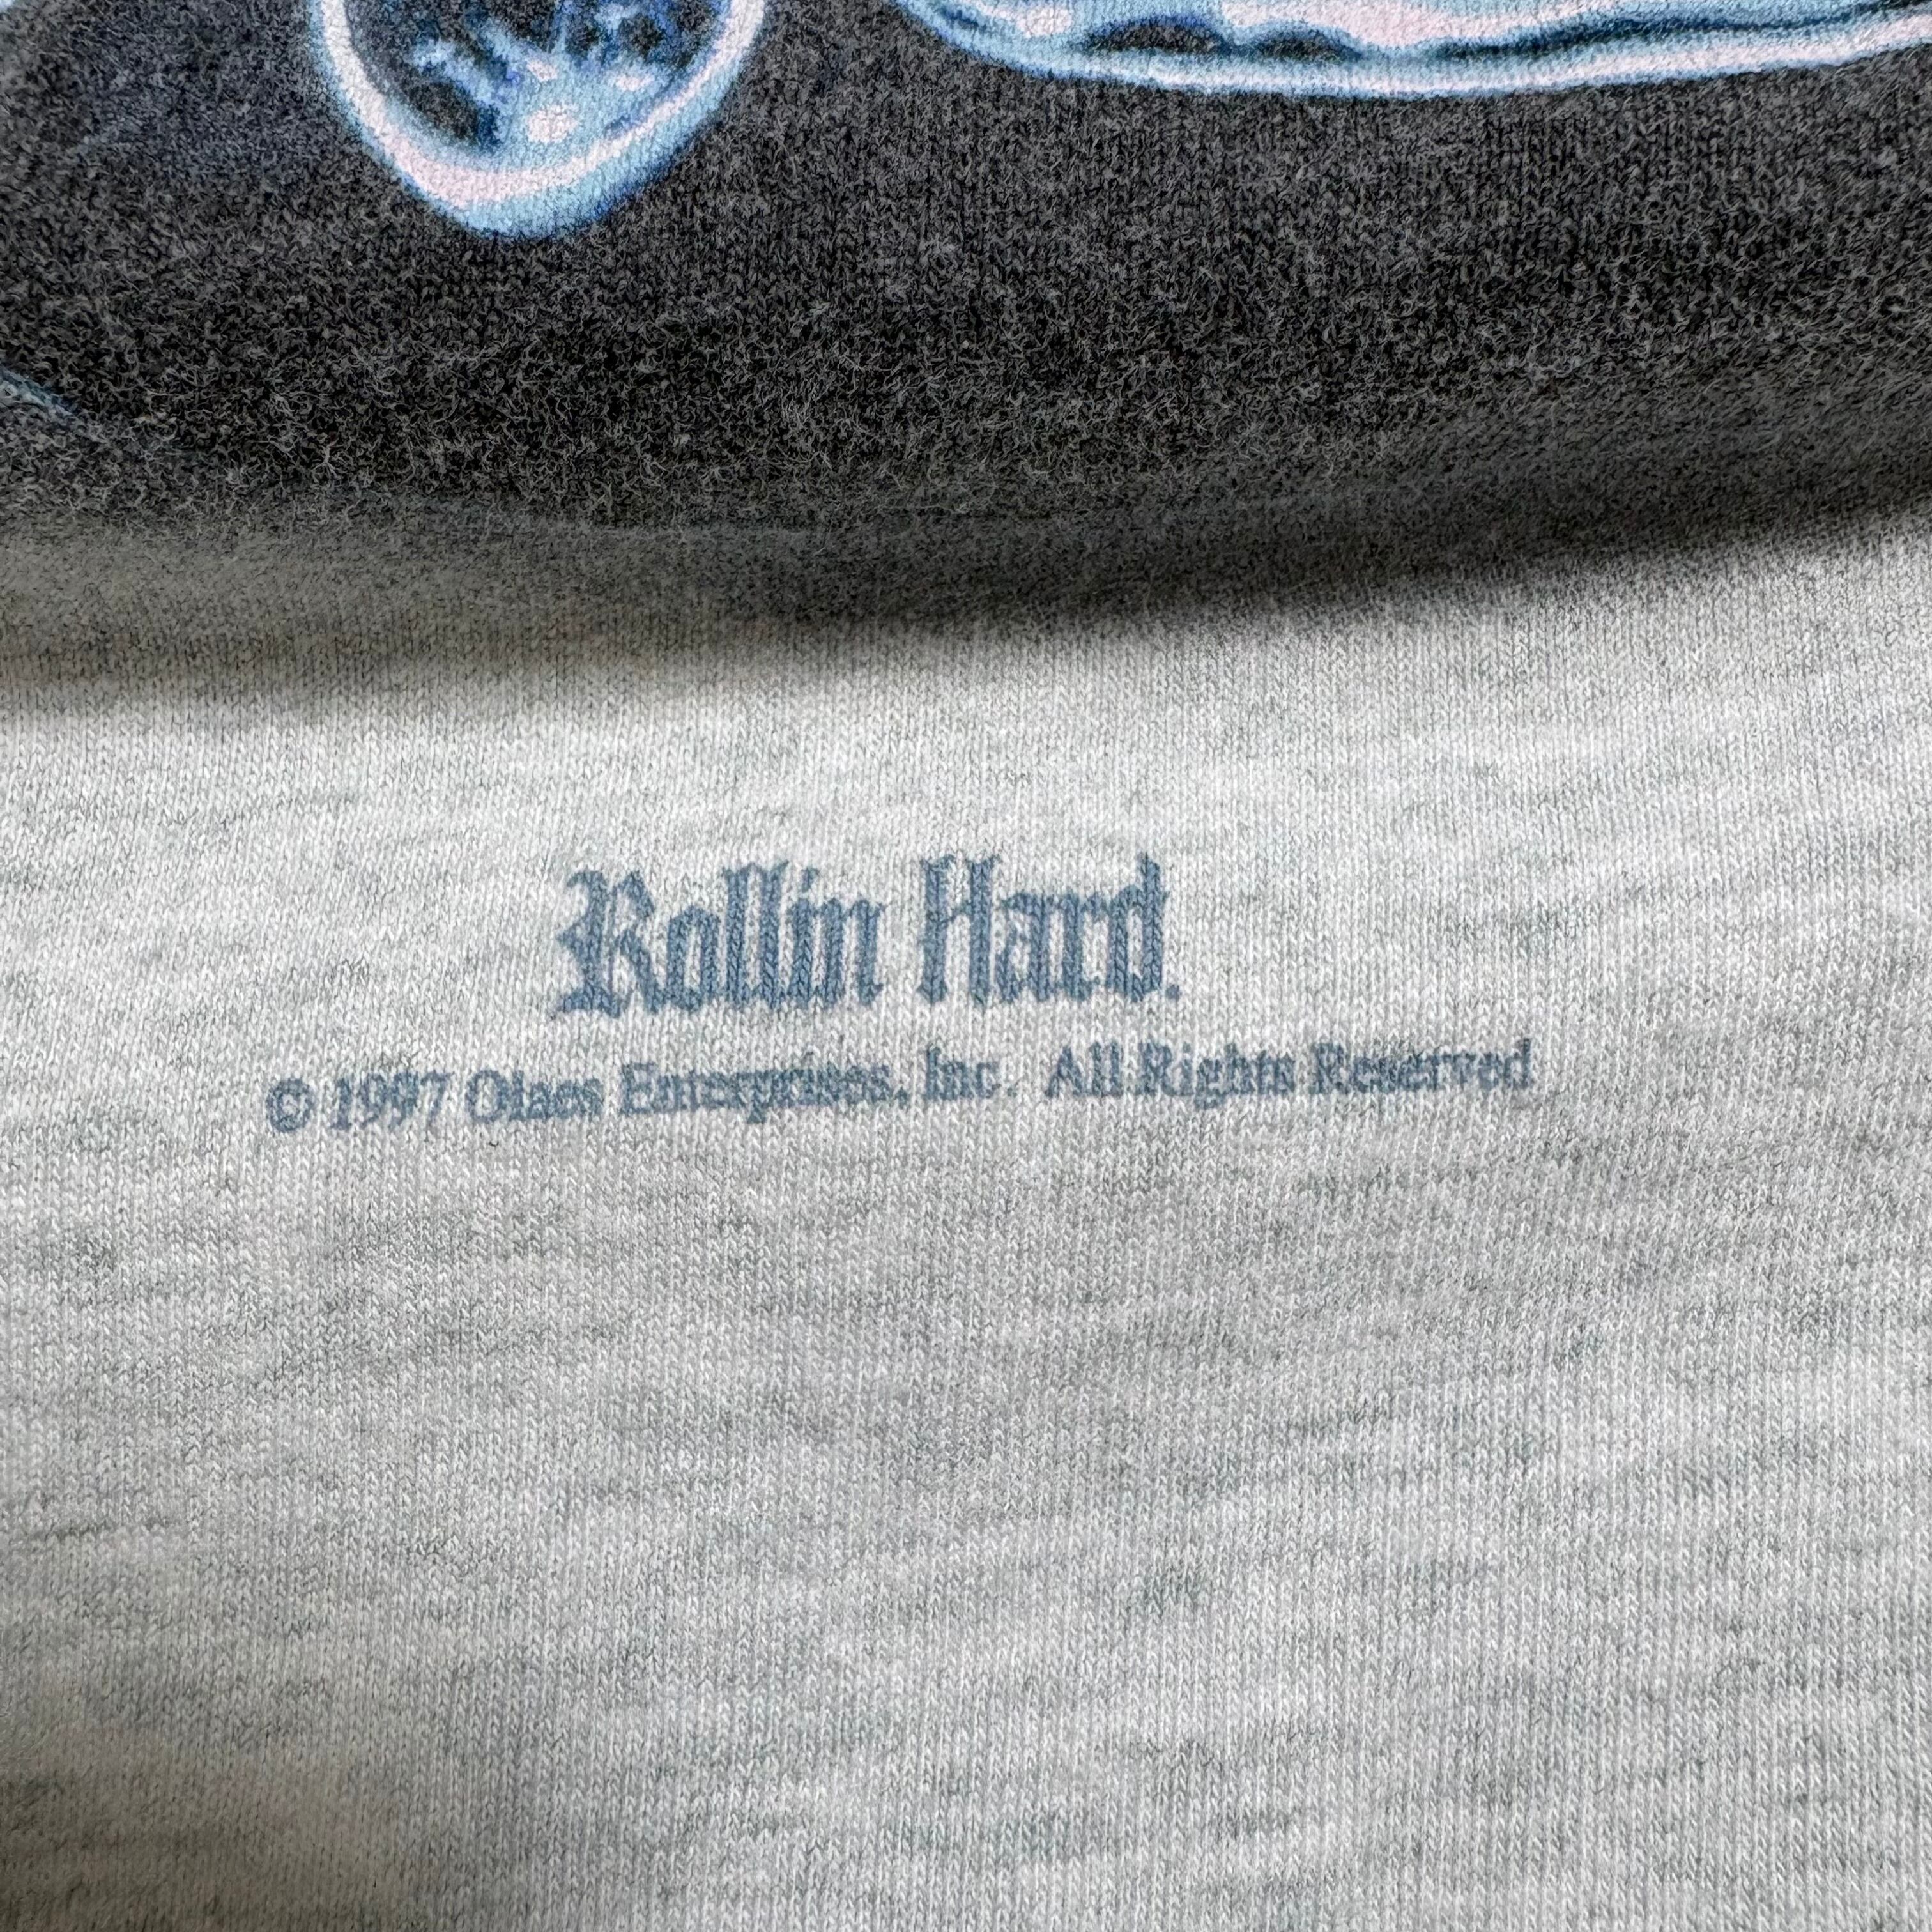 Rollin Hard.
© 1997 Olaes Enterprises, Inc. All Rights Reserved